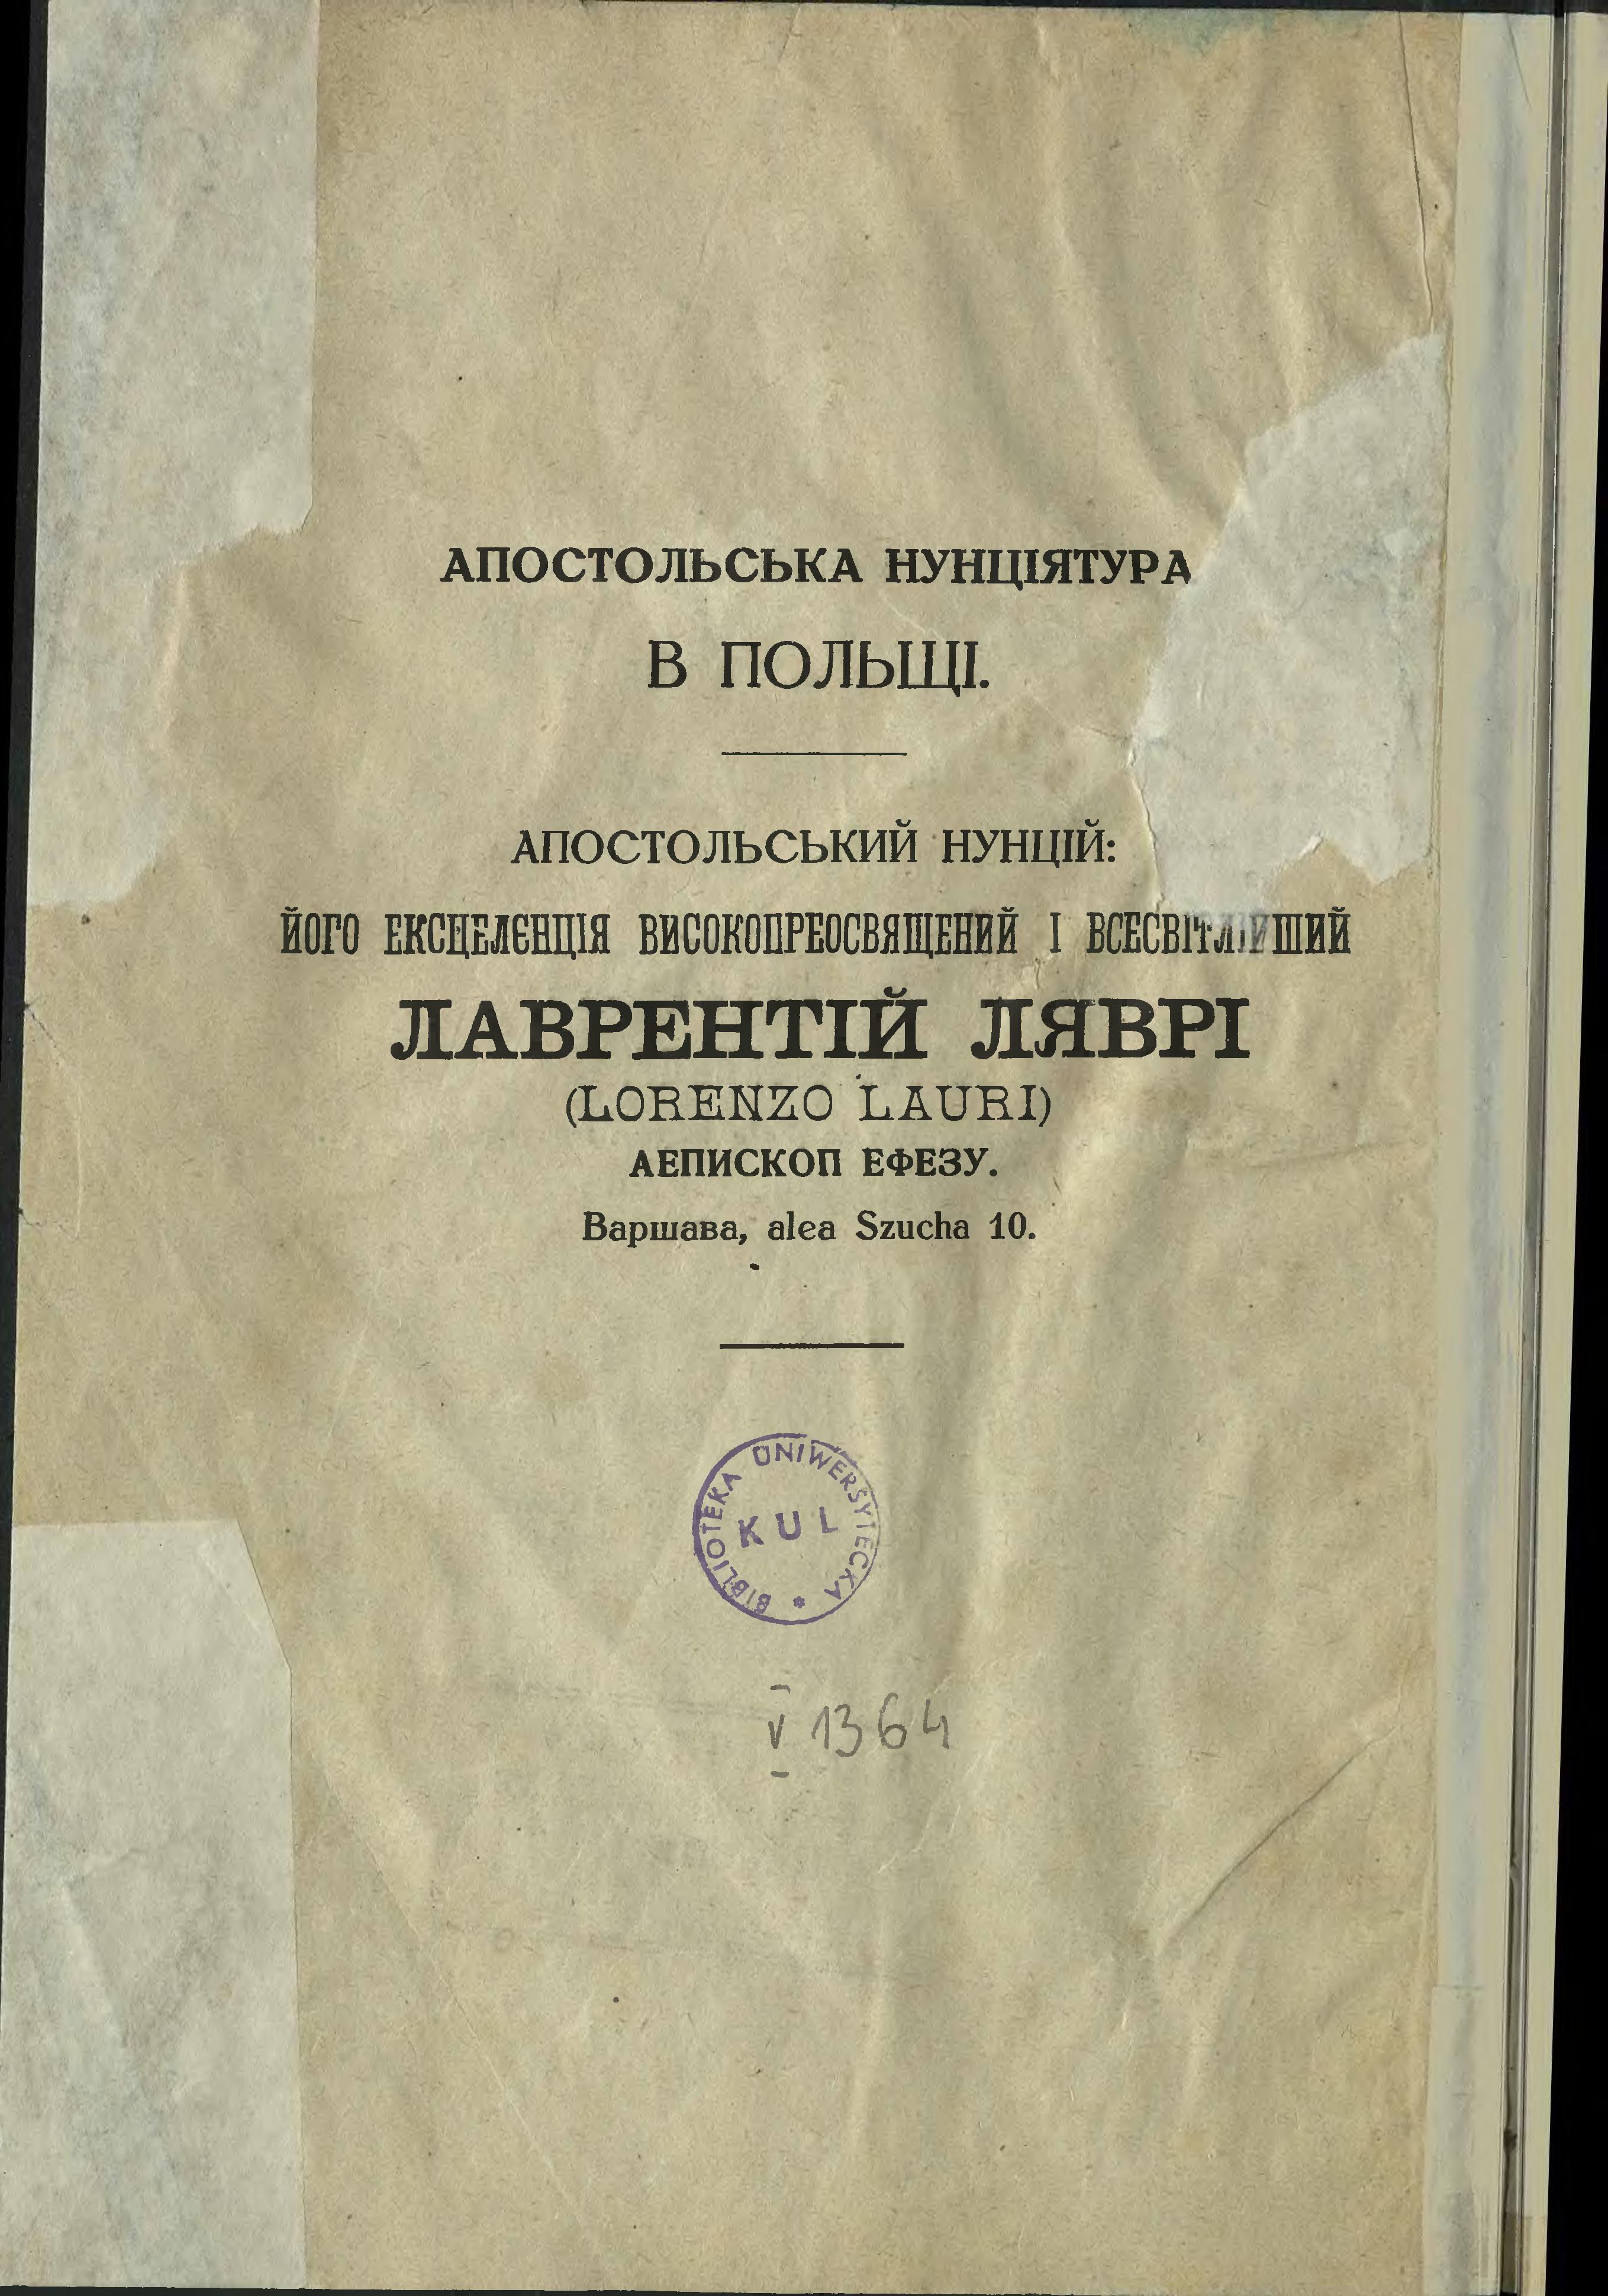 АПОСТОЛЬСЬКА НУНЦІЯТУРА
В ПОЛЬЩІ.
АПОСТОЛЬСЬКИЙ НУНЦІЙ:
ЙОГО ЕКСЦЕЛЄНЦІЯ ВИСОКОПРЕОСВЯЩЕНИЙ І ВСЕСВІТЛІЙШИЙ
ЛАВРЕНТІЙ ЛЯВРІ
(LORENZO LAURI)
АЕПИСКОП ЕФЕЗУ.
Варшава, alea Szucha 10.
BIBLIOTEKA UNIWERSYTECKA *
KUL
V 1364